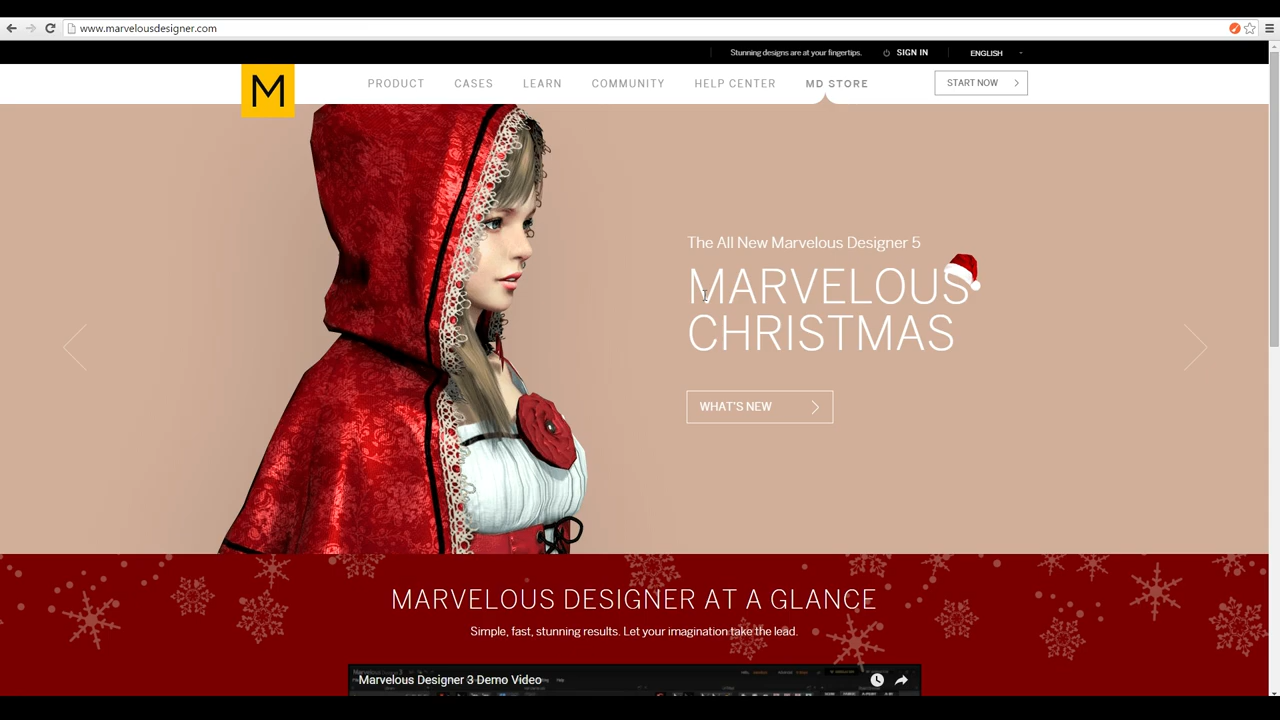 www.marvelousdesigner.com
Stunning designs are at your fingertips. SIGN IN ENGLISH
M PRODUCT CASES LEARN COMMUNITY HELP CENTER MD STORE START NOW
The All New Marvelous Designer 5
MARVELOUS
CHRISTMAS
WHAT'S NEW
MARVELOUS DESIGNER AT A GLANCE
Simple, fast, stunning results. Let your imagination take the lead.
Marvelous Designer 3 Demo Video